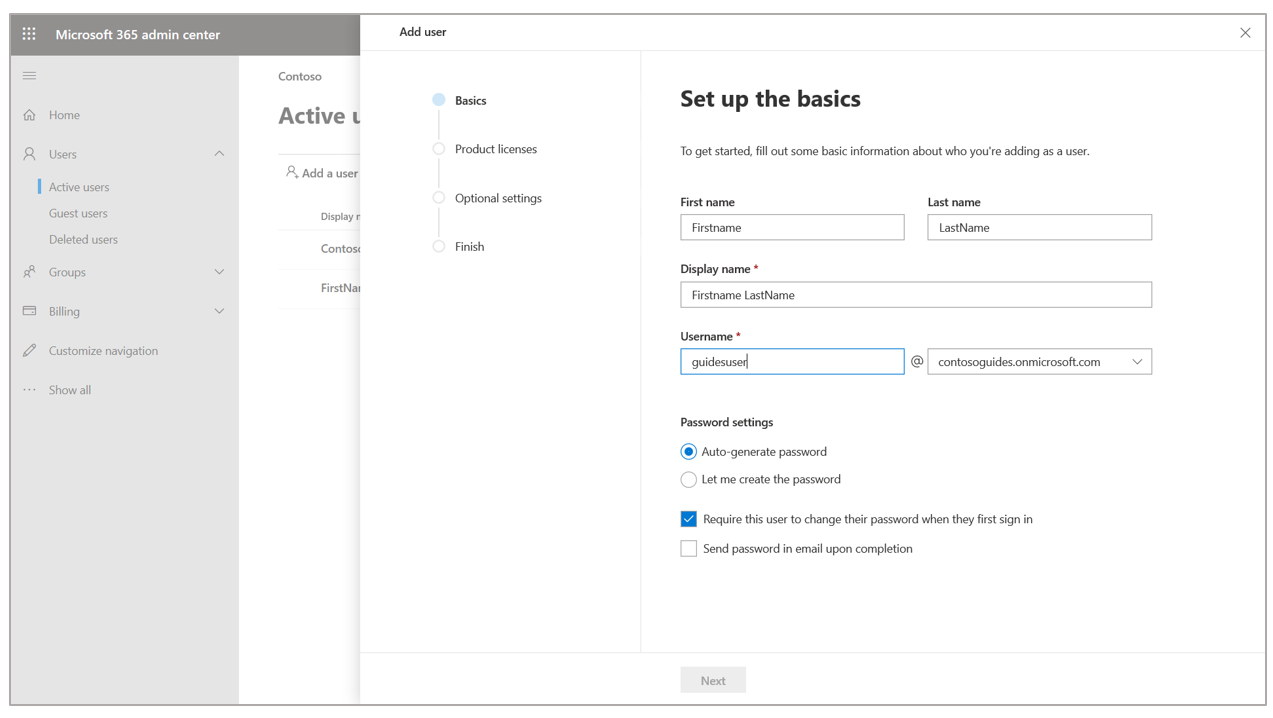 Microsoft 365 admin center
Home
Users
Active users
Guest users
Deleted users
Groups
Billing
Customize navigation
Show all
Contoso
Active u
Add a user
Display n
Contoso
FirstNar
Add user
Basics
Product licenses
Optional settings
Finish
Set up the basics
To get started, fill out some basic information about who you're adding as a user.
First name Last name
Firstname LastName
Display name *
Firstname LastName
Username *
guidesuser @ contosoguides.onmicrosoft.com
Password settings
Auto-generate password
Let me create the password
Require this user to change their password when they first sign in
Send password in email upon completion
Next